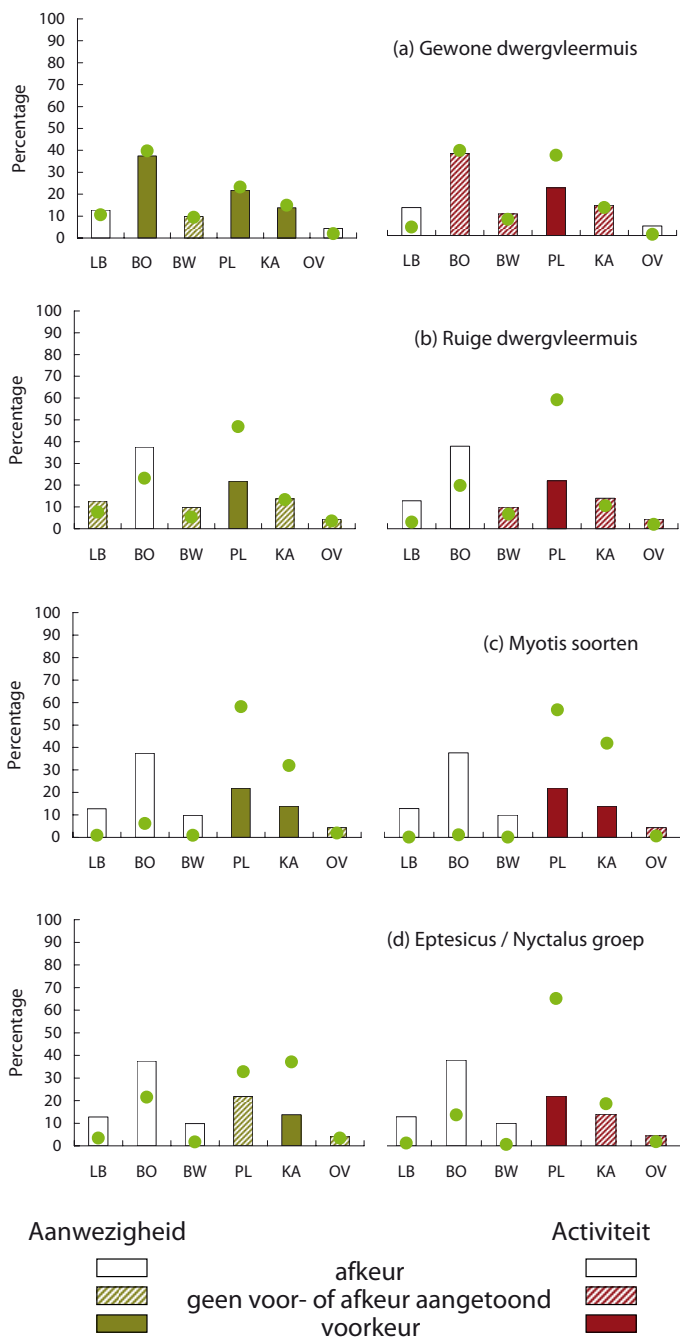 (a) Gewone dwergvleermuis
Percentage
100
90
80
70
60
50
40
30
20
10
0
LB BO BW PL KA OV
LB BO BW PL KA OV
(b) Ruige dwergvleermuis
Percentage
100
90
80
70
60
50
40
30
20
10
0
LB BO BW PL KA OV
LB BO BW PL KA OV
(c) Myotis soorten
Percentage
100
90
80
70
60
50
40
30
20
10
0
LB BO BW PL KA OV
LB BO BW PL KA OV
(d) Eptesicus / Nyctalus groep
Percentage
100
90
80
70
60
50
40
30
20
10
0
LB BO BW PL KA OV
LB BO BW PL KA OV
Aanwezigheid Activiteit
afkeur
geen voor- of afkeur aangetoond
voorkeur